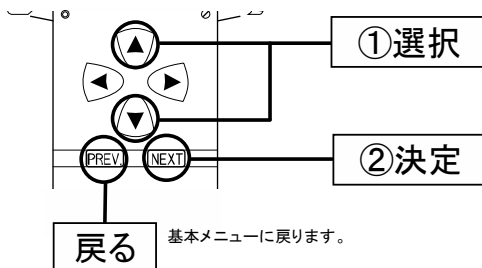 ①選択
PREV.
NEXT
②決定
戻る
基本メニューに戻ります。